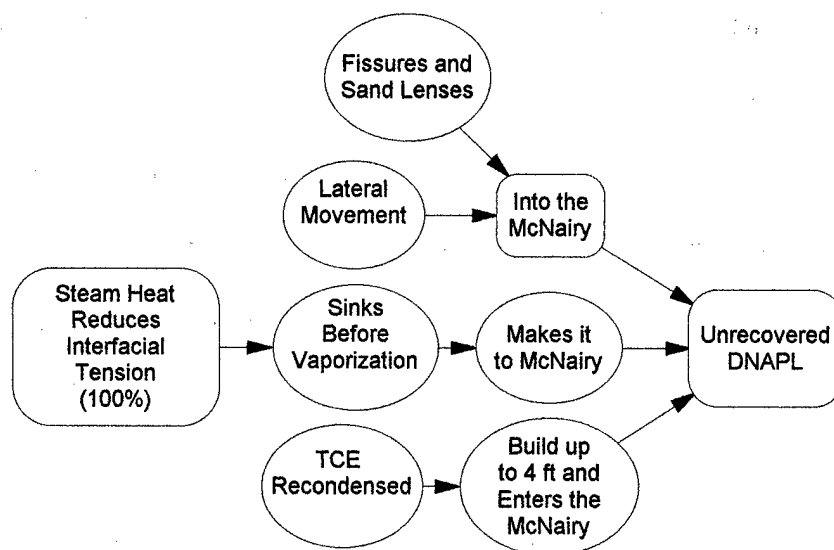 Fissures and
Sand Lenses
Lateral
Movement
Into the
McNairy
Steam Heat
Reduces
Interfacial
Tension
(100%)
Sinks
Before
Vaporization
Makes it
to McNairy
Unrecovered
DNAPL
TCE
Recondensed
Build up
to 4 ft and
Enters the
McNairy